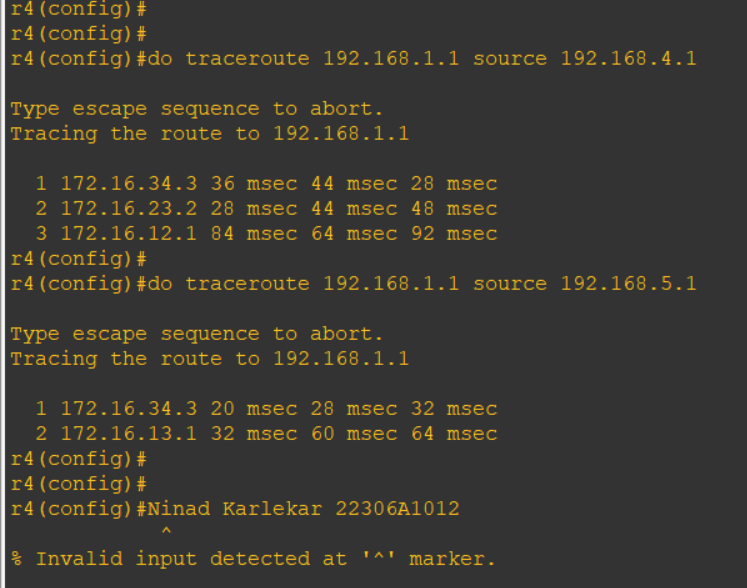 r4(config)#
r4(config)#
r4(config)#do traceroute 192.168.1.1 source 192.168.4.1
Type escape sequence to abort.
Tracing the route to 192.168.1.1
1 172.16.34.3 36 msec 44 msec 28 msec
2 172.16.23.2 28 msec 44 msec 48 msec
3 172.16.12.1 84 msec 64 msec 92 msec
r4(config)#
r4(config)#do traceroute 192.168.1.1 source 192.168.5.1
Type escape sequence to abort.
Tracing the route to 192.168.1.1
1 172.16.34.3 20 msec 28 msec 32 msec
2 172.16.13.1 32 msec 60 msec 64 msec
r4(config)#
r4(config)#
r4(config)#Ninad Karlekar 22306A1012
^
% Invalid input detected at '^' marker.